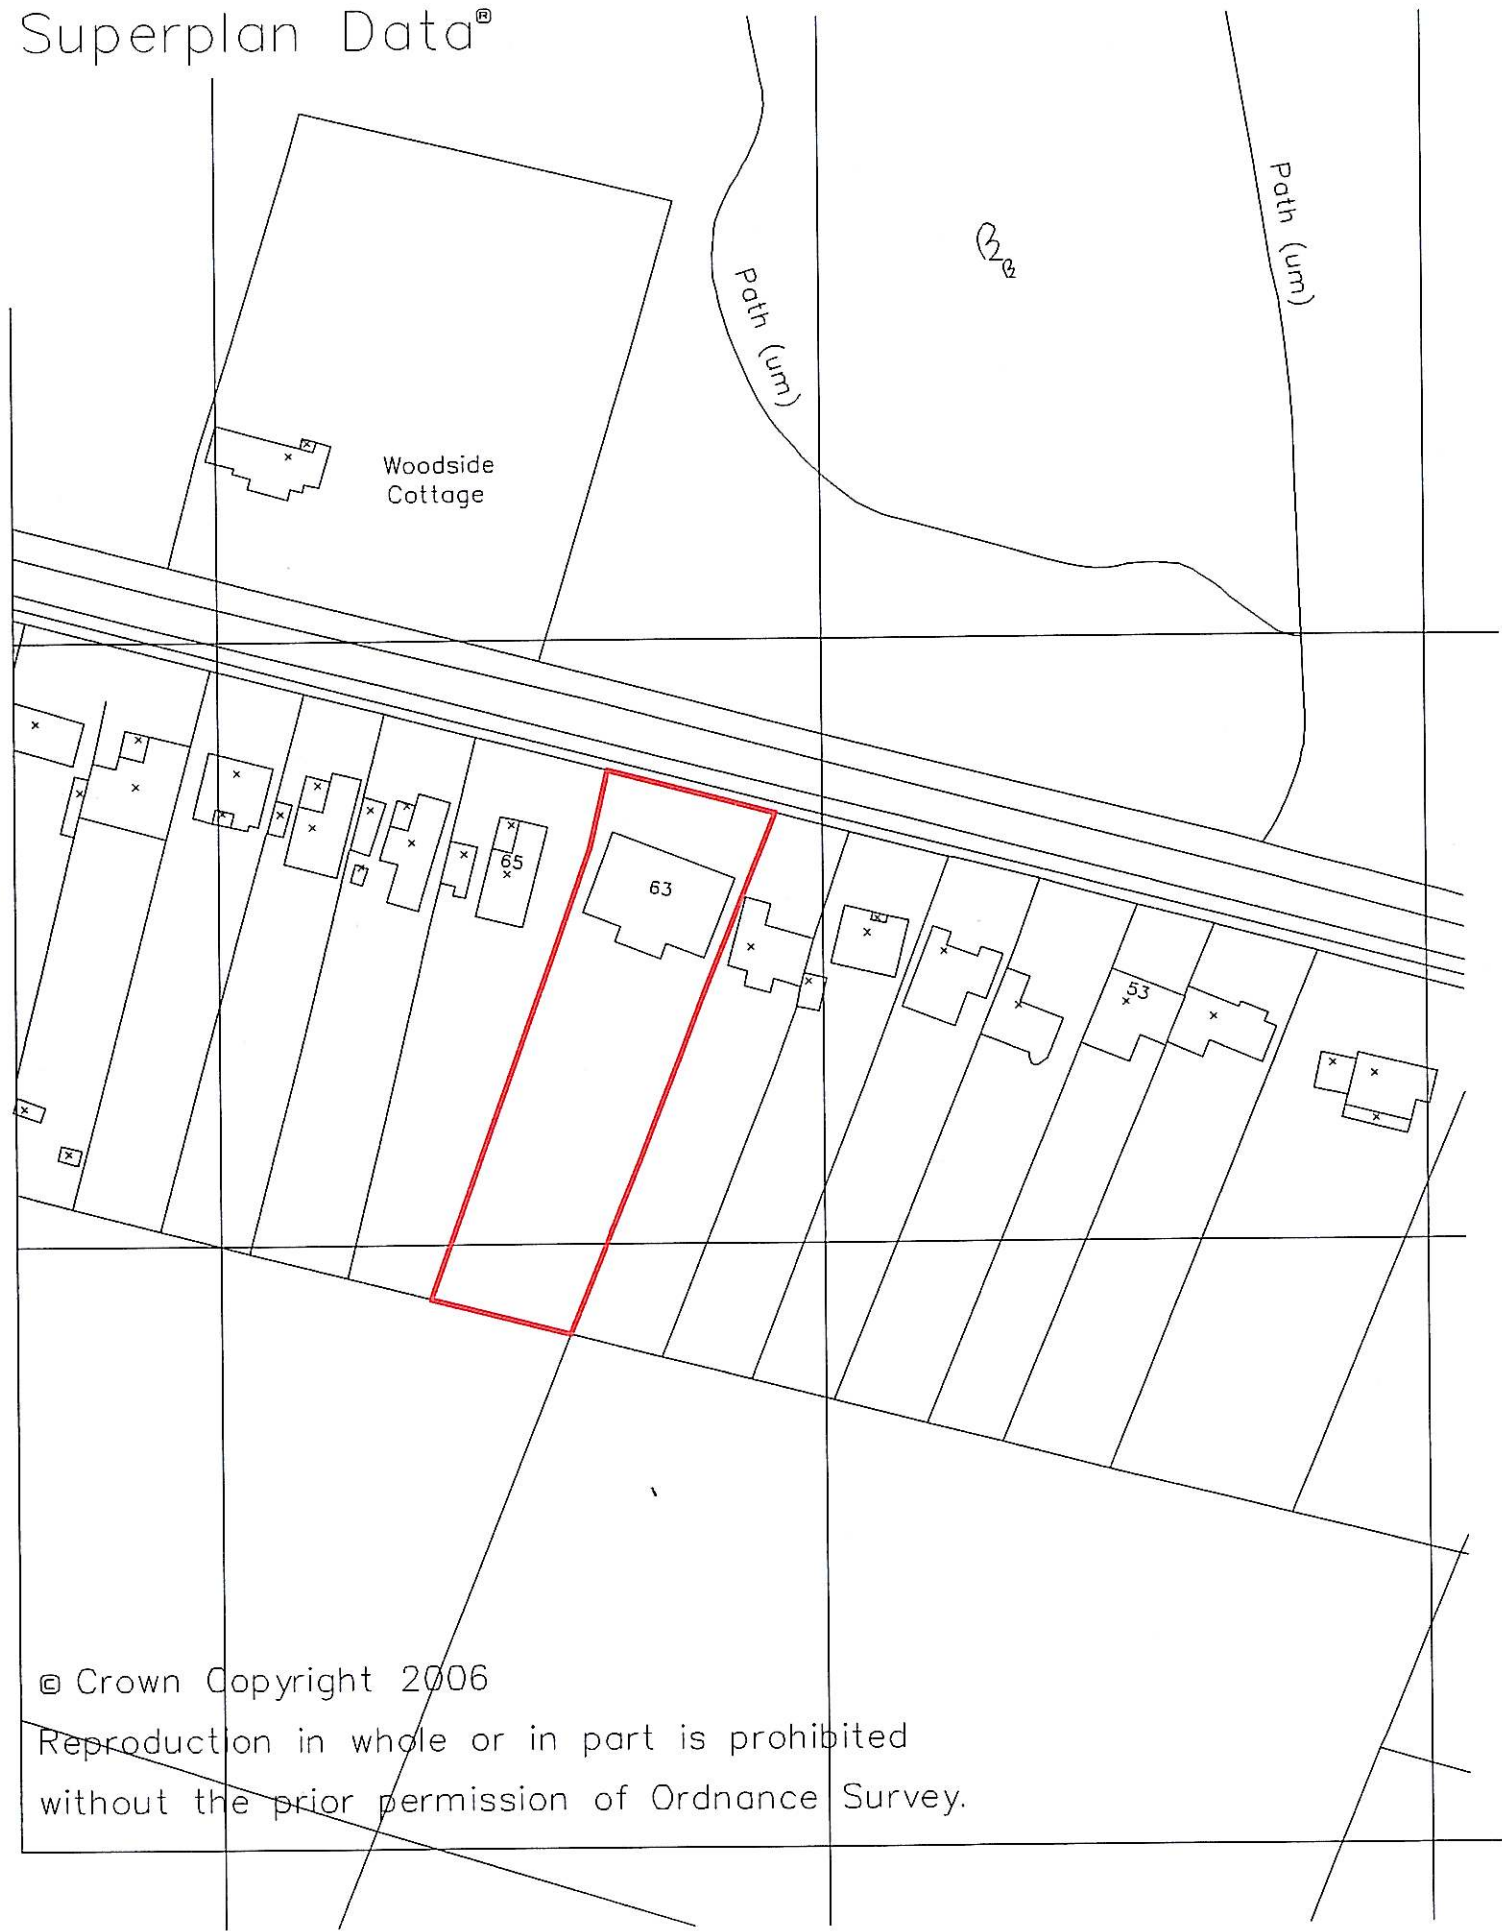 Superplan Data®
Path (um)
Path (um)
Woodside
Cottage
65
63
53
© Crown Copyright 2006
Reproduction in whole or in part is prohibited
without the prior permission of Ordnance Survey.